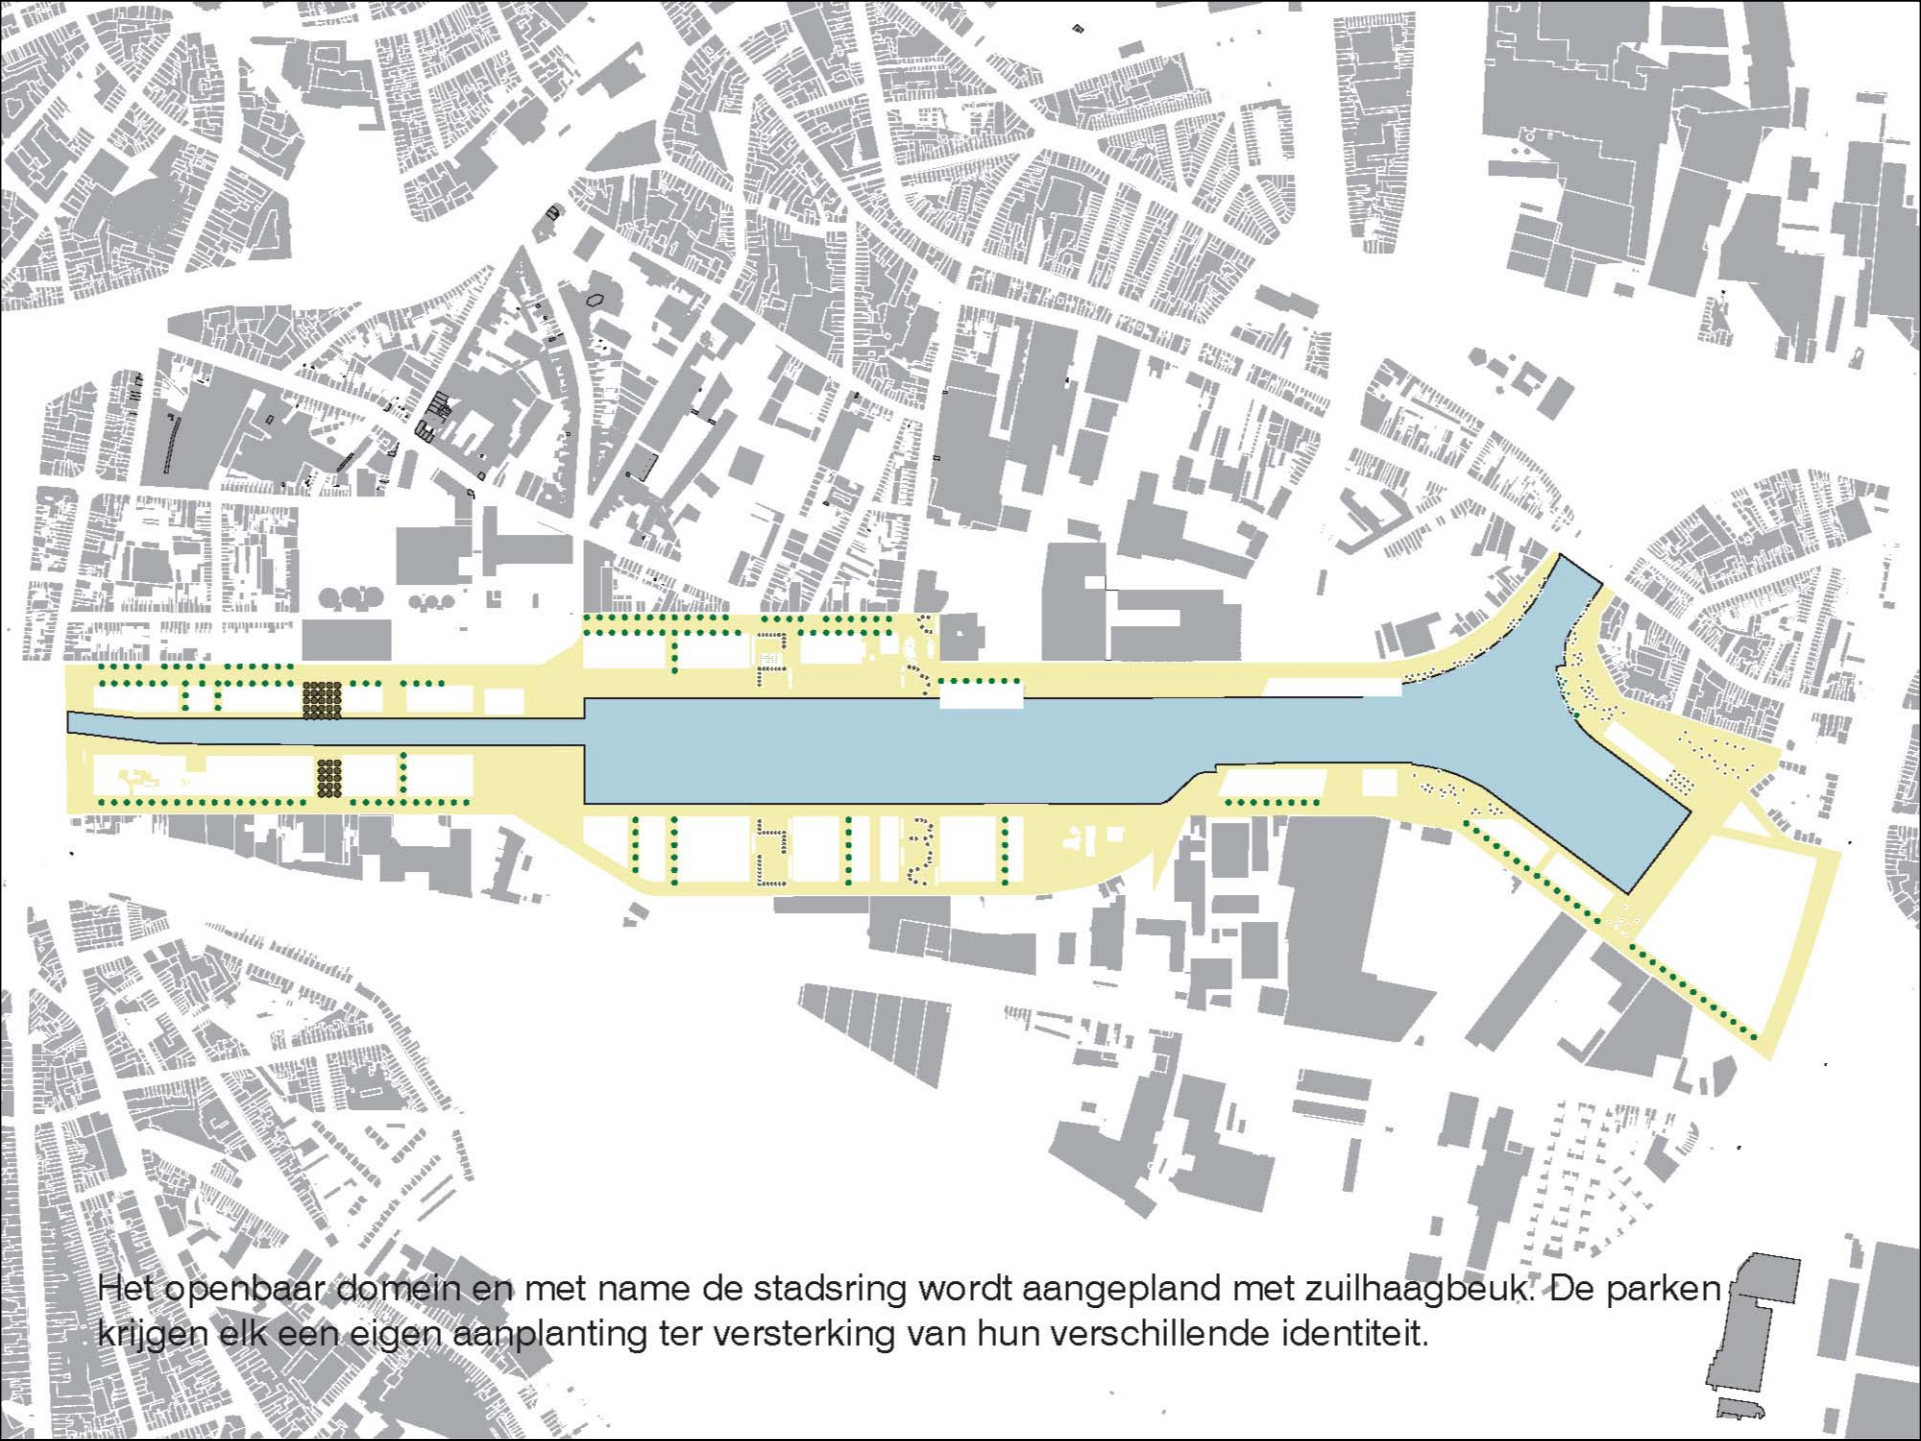 Het openbaar domein en met name de stadsring wordt aangepland met zuilhaagbeuk. De parken
krijgen elk een eigen aanplanting ter versterking van hun verschillende identiteit.